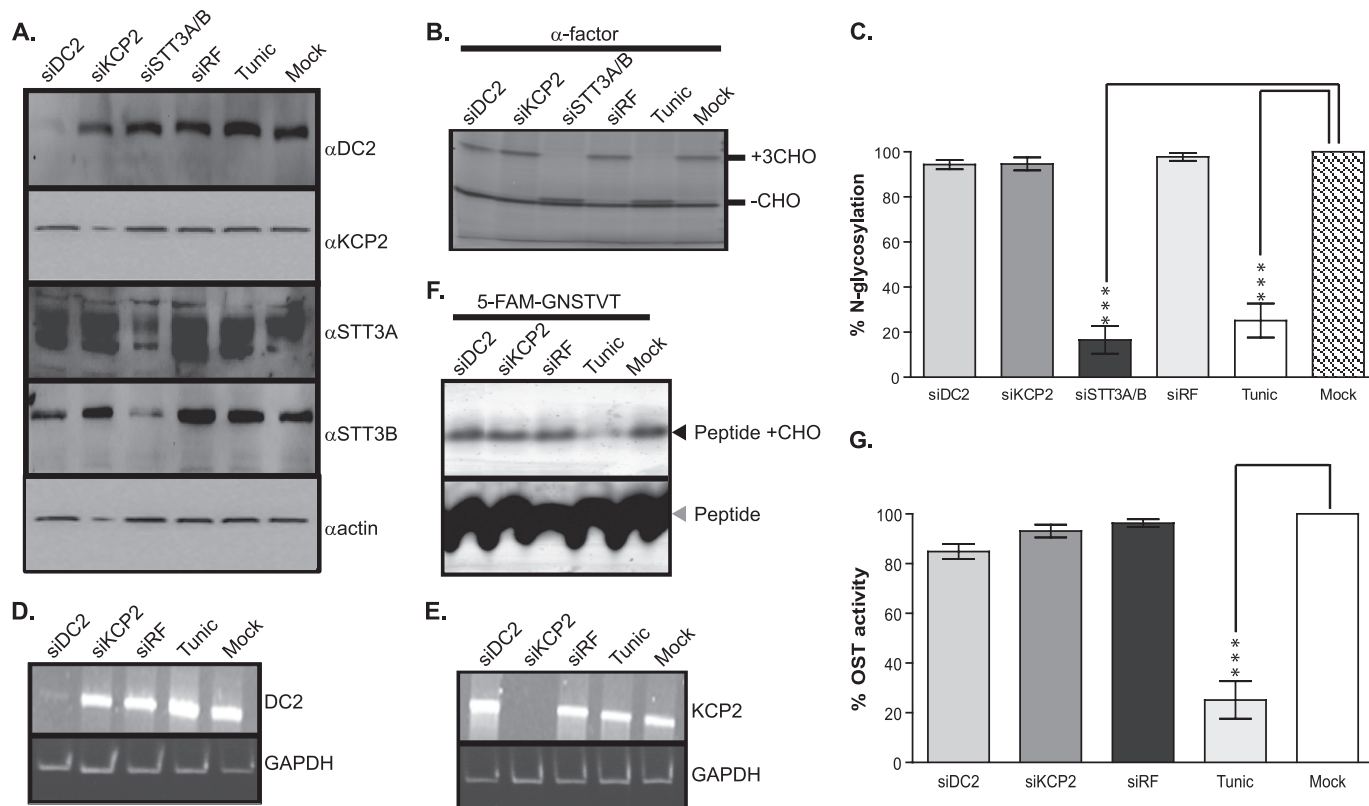 A.
siDC2
siKCP2
siSTT3A/B
siRF
Tunic
Mock
αDC2
αKCP2
αSTT3A
αSTT3B
αactin
B.
α-factor
siDC2
siKCP2
siSTT3A/B
siRF
Tunic
Mock
+3CHO
-CHO
C.
% N-glycosylation
100
80
60
40
20
0
***
***
siDC2
siKCP2
siSTT3A/B
siRF
Tunic
Mock
D.
siDC2
siKCP2
siRF
Tunic
Mock
DC2
GAPDH
E.
siDC2
siKCP2
siRF
Tunic
Mock
KCP2
GAPDH
F.
5-FAM-GNSTVT
siDC2
siKCP2
siRF
Tunic
Mock
Peptide +CHO
Peptide
G.
% OST activity
100
80
60
40
20
0
***
siDC2
siKCP2
siRF
Tunic
Mock